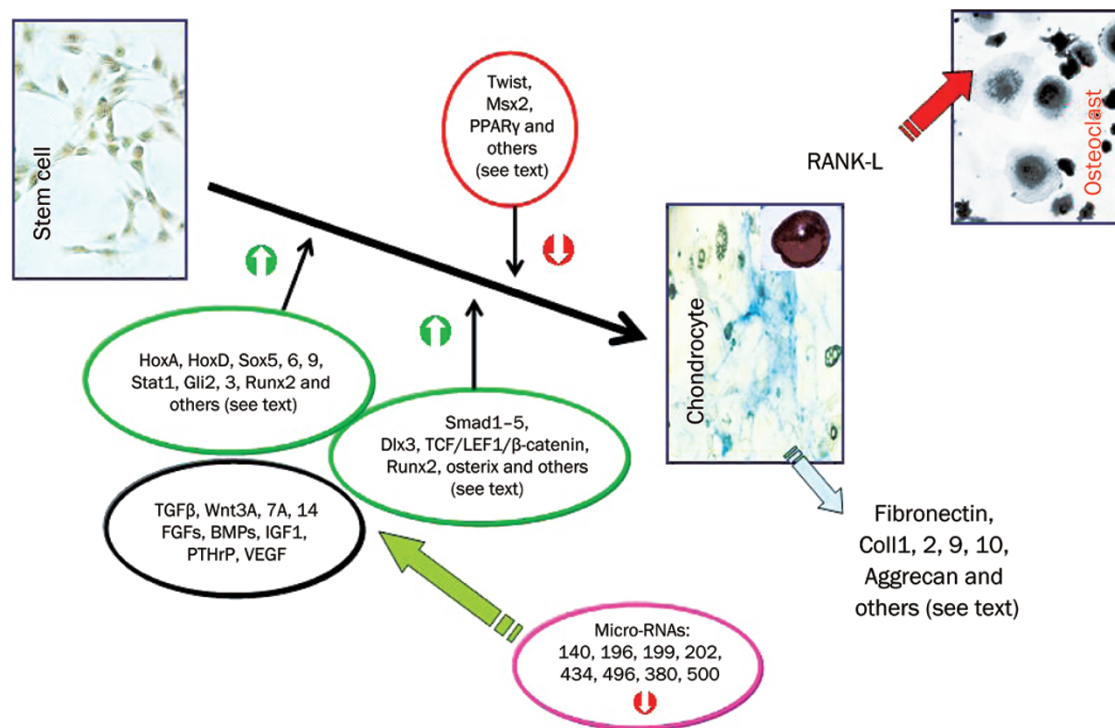 Stem cell
Twist,
Msx2,
PPARγ and
others
(see text)
RANK-L
Osteoclast
Chondrocyte
HoxA, HoxD, Sox5, 6, 9,
Stat1, Gli2, 3, Runx2 and
others (see text)
Smad1–5,
Dlx3, TCF/LEF1/β-catenin,
Runx2, osterix and others
(see text)
TGFβ, Wnt3A, 7A, 14
FGFs, BMPs, IGF1,
PTHrP, VEGF
Fibronectin,
Coll1, 2, 9, 10,
Aggrecan and
others (see text)
Micro-RNAs:
140, 196, 199, 202,
434, 496, 380, 500